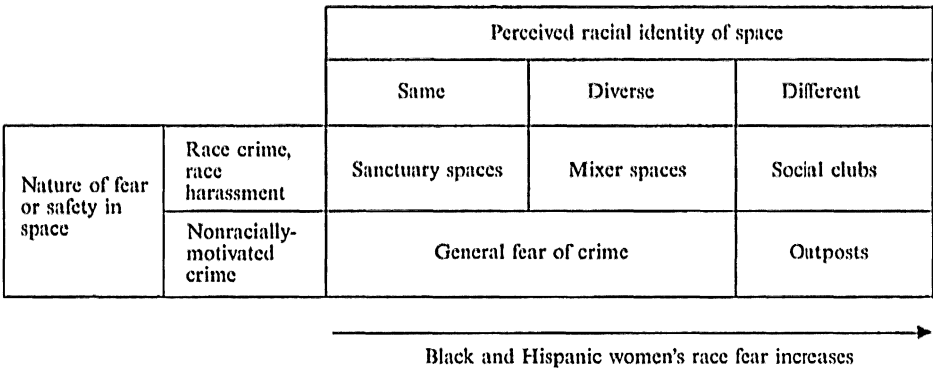 Perceived racial identity of space
Same Diverse Different
Nature of fear
or safety in
space
Race crime,
race
harassment
Sanctuary spaces Mixer spaces Social clubs
Nonracially-
motivated
crime
General fear of crime Outposts
Black and Hispanic women's race fear increases